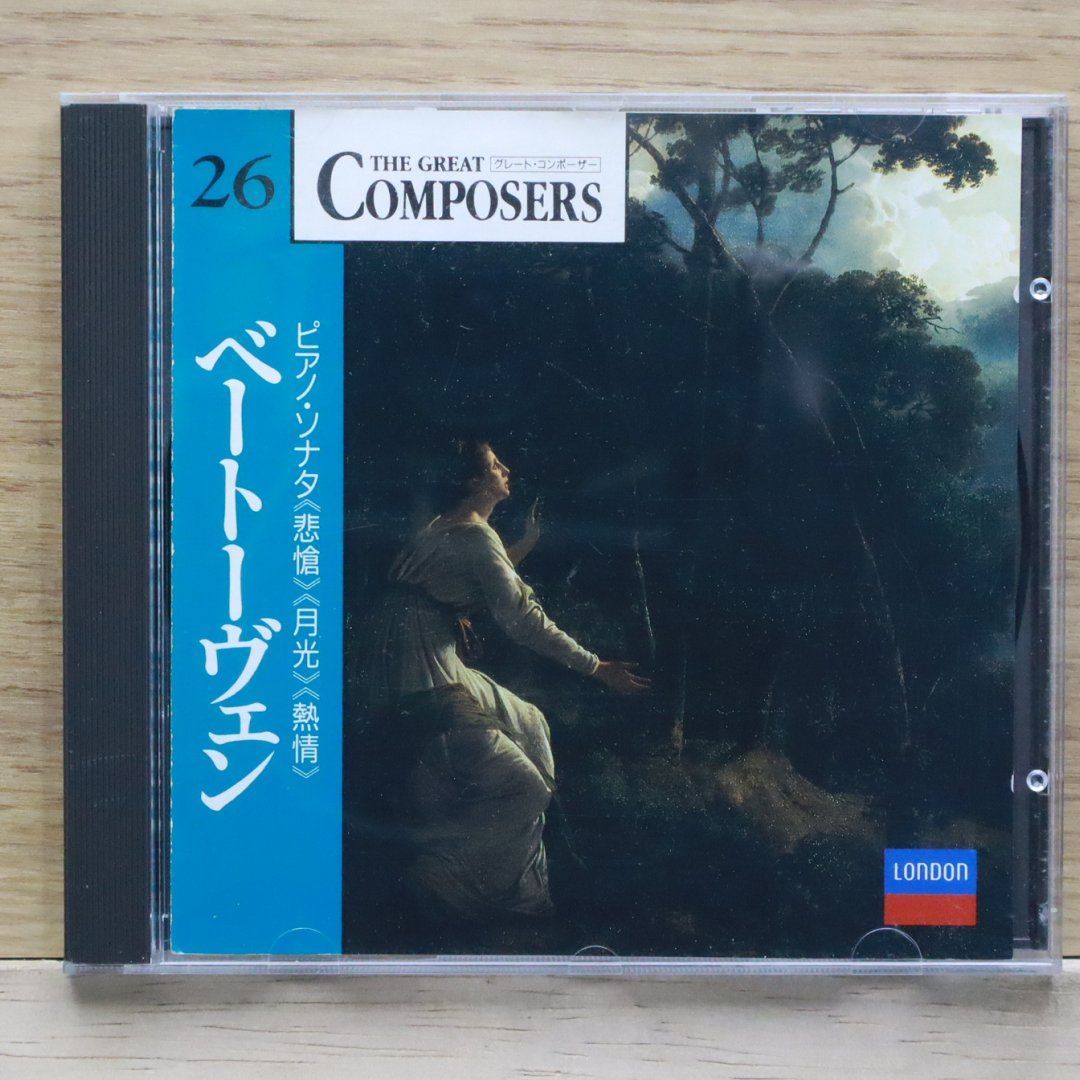 26
THE GREAT
グレート・コンポーザー
COMPOSERS
ベートーヴェン
ピアノ・ソナタ《悲愴》《月光》《熱情》
LONDON